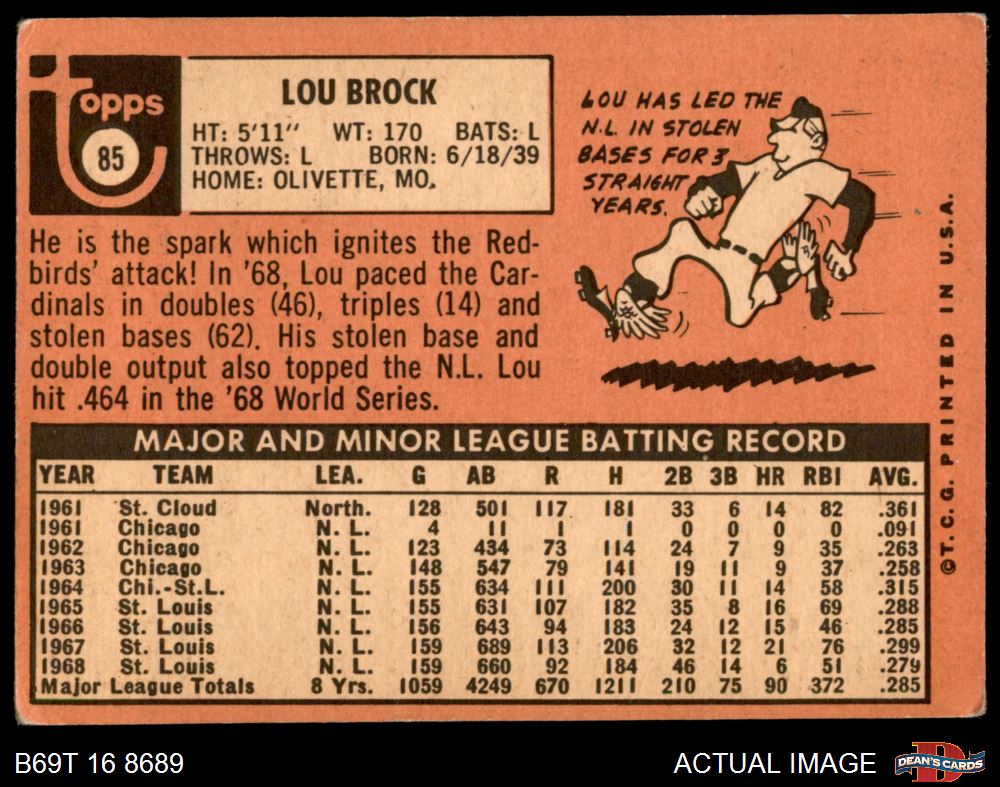 Topps
85
LOU BROCK
HT: 5'11" WT: 170 BATS: L
THROWS: L BORN: 6/18/39
HOME: OLIVETTE, MO.
LOU HAS LED THE
N.L. IN STOLEN
BASES FOR 3
STRAIGHT
YEARS.
He is the spark which ignites the Red-
birds' attack! In '68, Lou paced the Car-
dinals in doubles (46), triples (14) and
stolen bases (62). His stolen base and
double output also topped the N.L. Lou
hit .464 in the '68 World Series.
MAJOR AND MINOR LEAGUE BATTING RECORD
YEAR TEAM LEA. G AB R H 2B 3B HR RBI AVG.
1961 St. Cloud North. 128 501 117 181 33 6 14 82 .361
1961 Chicago N. L. 4 11 1 1 0 0 0 0 .091
1962 Chicago N. L. 123 434 73 114 24 7 9 35 .263
1963 Chicago N. L. 148 547 79 141 19 11 9 37 .258
1964 Chi.-St.L. N. L. 155 634 111 200 30 11 14 58 .315
1965 St. Louis N. L. 155 631 107 182 35 8 16 69 .288
1966 St. Louis N. L. 156 643 94 183 24 12 15 46 .285
1967 St. Louis N. L. 159 689 113 206 32 12 21 76 .299
1968 St. Louis N. L. 159 660 92 184 46 14 6 51 .279
Major League Totals 8 Yrs. 1059 4249 670 1211 210 75 90 372 .285
©T. C. G. PRINTED IN U.S.A.
B69T 16 8689
ACTUAL IMAGE
D
DEAN'S CARDS